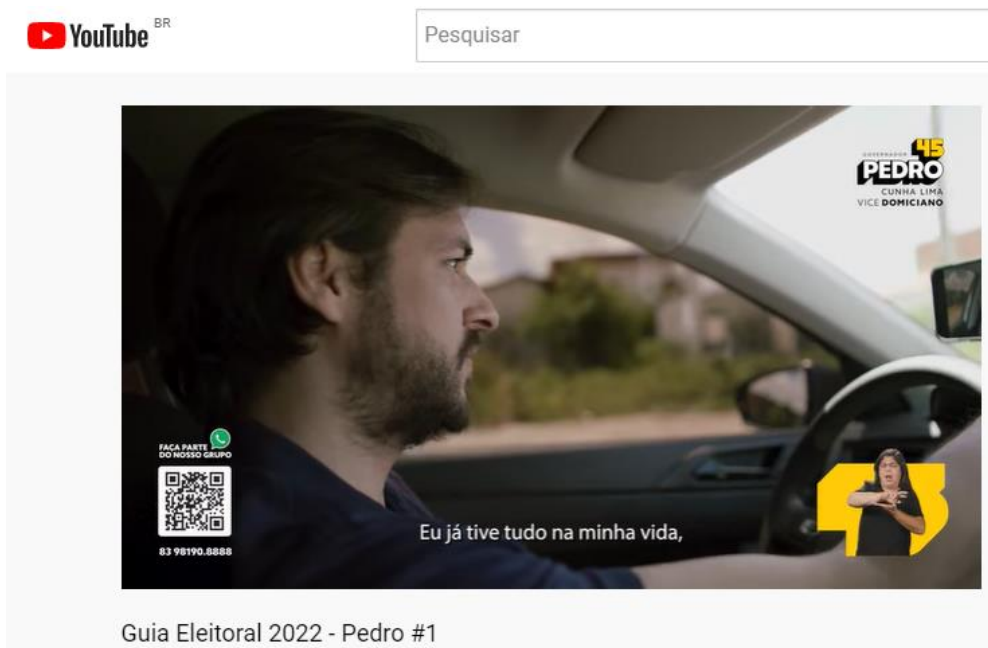 YouTube BR
Pesquisar
GOVERNADOR 45
PEDRO
CUNHA LIMA
VICE DOMICIANO
FAÇA PARTE
DO NOSSO GRUPO
83 98190.8888
Eu já tive tudo na minha vida,
Guia Eleitoral 2022 - Pedro #1